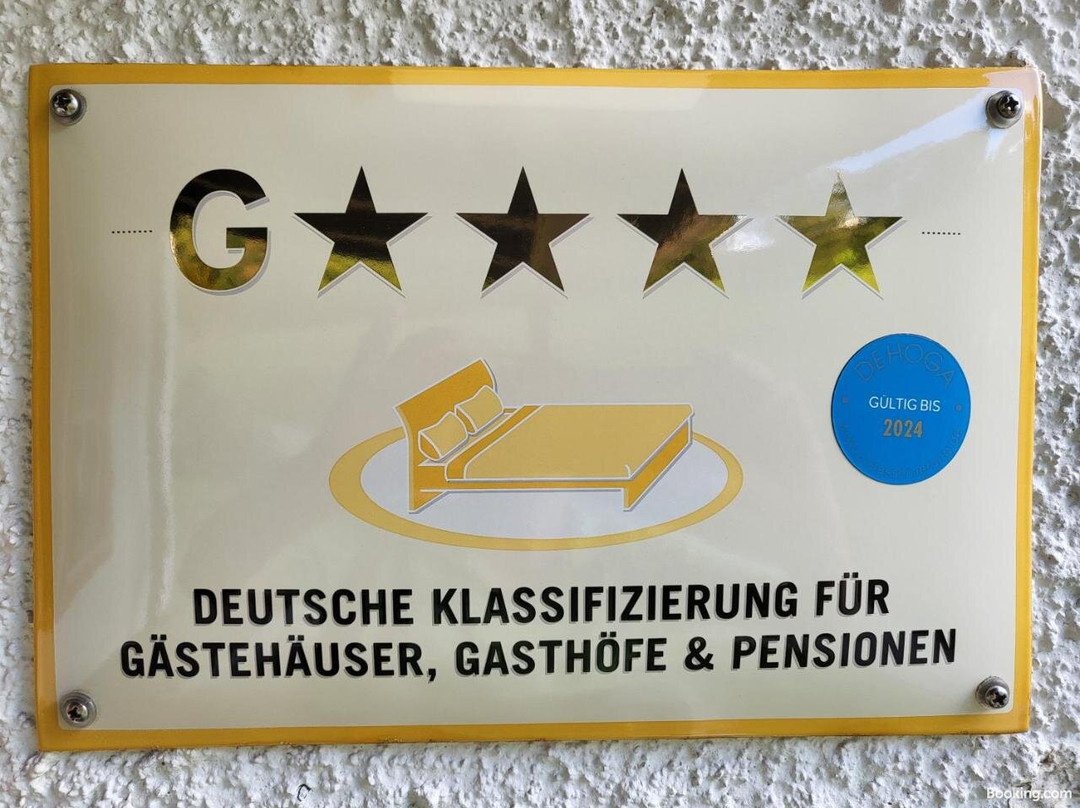 G★★★★
DEHOGA
GÜLTIG BIS
2024
DEUTSCHE KLASSIFIZIERUNG FÜR
GÄSTEHÄUSER, GASTHÖFE & PENSIONEN
Booking.com